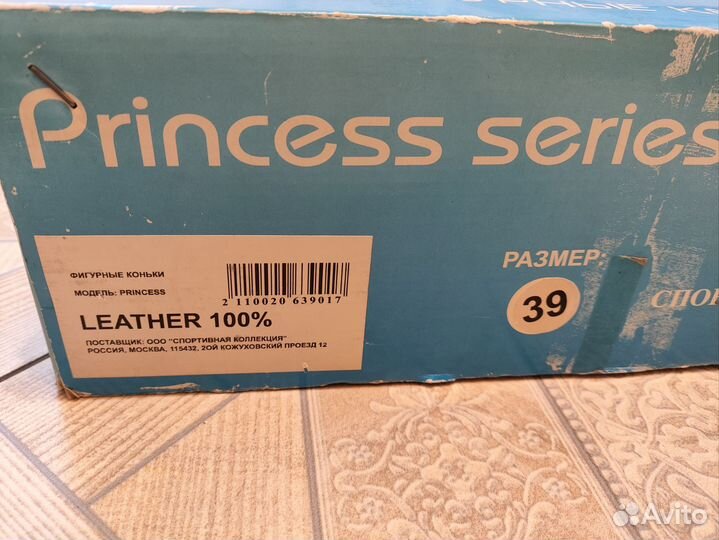 Princess series
ФИГУРНЫЕ КОНЬКИ
МОДЕЛЬ: PRINCESS
2 110020 639017
LEATHER 100%
ПОСТАВЩИК: ООО "СПОРТИВНАЯ КОЛЛЕКЦИЯ"
РОССИЯ, МОСКВА, 115432, 2ОЙ КОЖУХОВСКИЙ ПРОЕЗД 12
РАЗМЕР:
39
СПОР
Avito